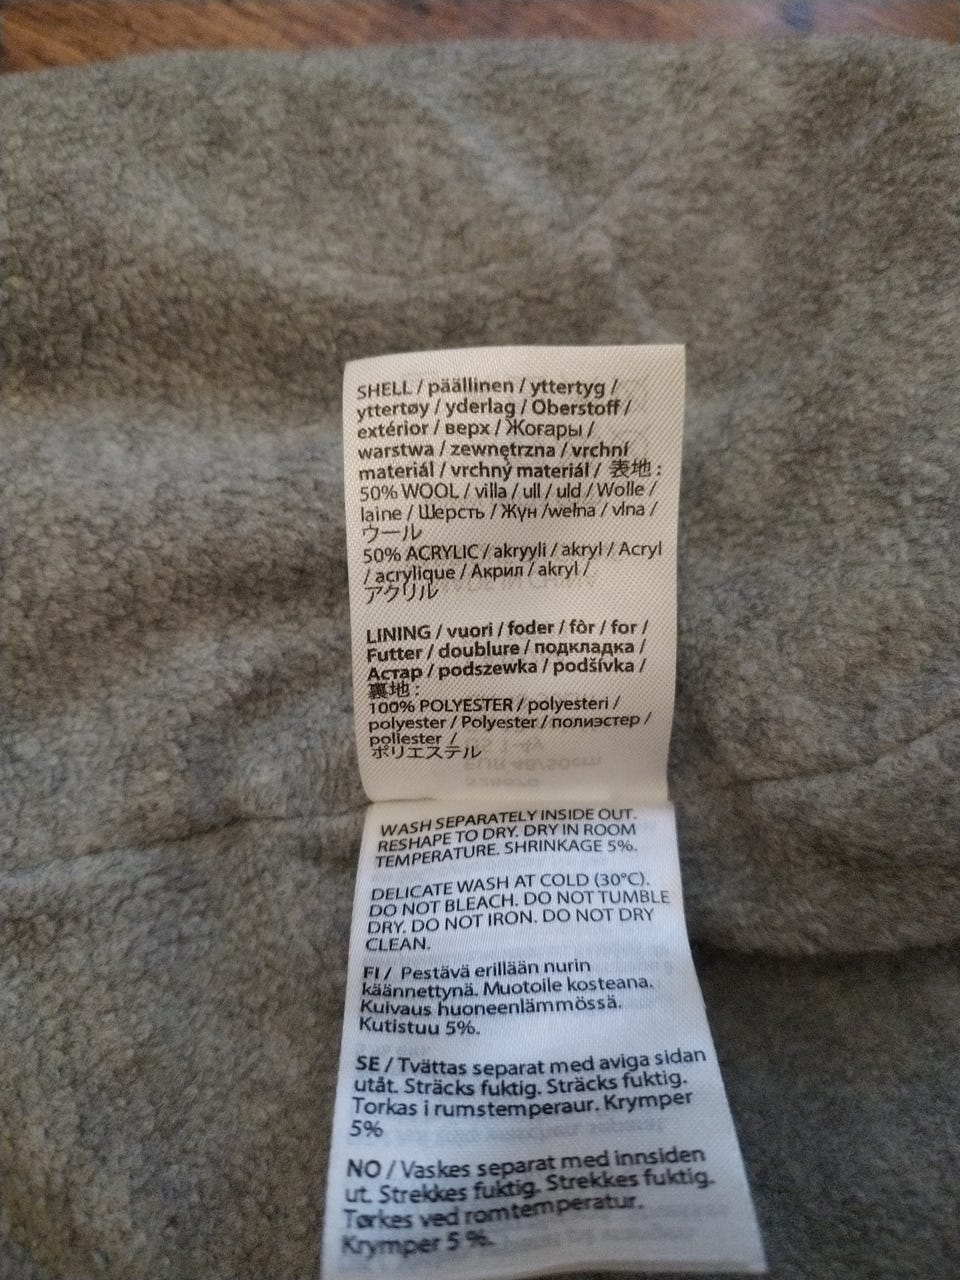 SHELL / päällinen / yttertyg /
yttertøy / yderlag / Oberstoff /
extérior / верх / Жоғары /
warstwa / zewnętrzna / vrchní
materiál / vrchný materiál / 表地 :
50% WOOL / villa / ull / uld / Wolle /
laine / Шерсть / Жүн /wełna / vlna /
ウール
50% ACRYLIC / akryyli / akryl / Acryl
/ acrylique / Акрил / akryl /
アクリル
LINING / vuori / foder / fôr / for /
Futter / doublure / подкладка /
Астар / podszewka / podšívka /
裏地 :
100% POLYESTER / polyesteri /
polyester / Polyester / полиэстер /
poliester /
ポリエステル
WASH SEPARATELY INSIDE OUT.
RESHAPE TO DRY. DRY IN ROOM
TEMPERATURE. SHRINKAGE 5%.
DELICATE WASH AT COLD (30°C).
DO NOT BLEACH. DO NOT TUMBLE
DRY. DO NOT IRON. DO NOT DRY
CLEAN.
FI / Pestävä erillään nurin
käännettynä. Muotoile kosteana.
Kuivaus huoneenlämmössä.
Kutistuu 5%.
SE / Tvättas separat med aviga sidan
utåt. Sträcks fuktig. Sträcks fuktig.
Torkas i rumstemperaur. Krymper
5%
NO / Vaskes separat med innsiden
ut. Strekkes fuktig. Strekkes fuktig.
Tørkes ved romtemperatur.
Krymper 5 %.